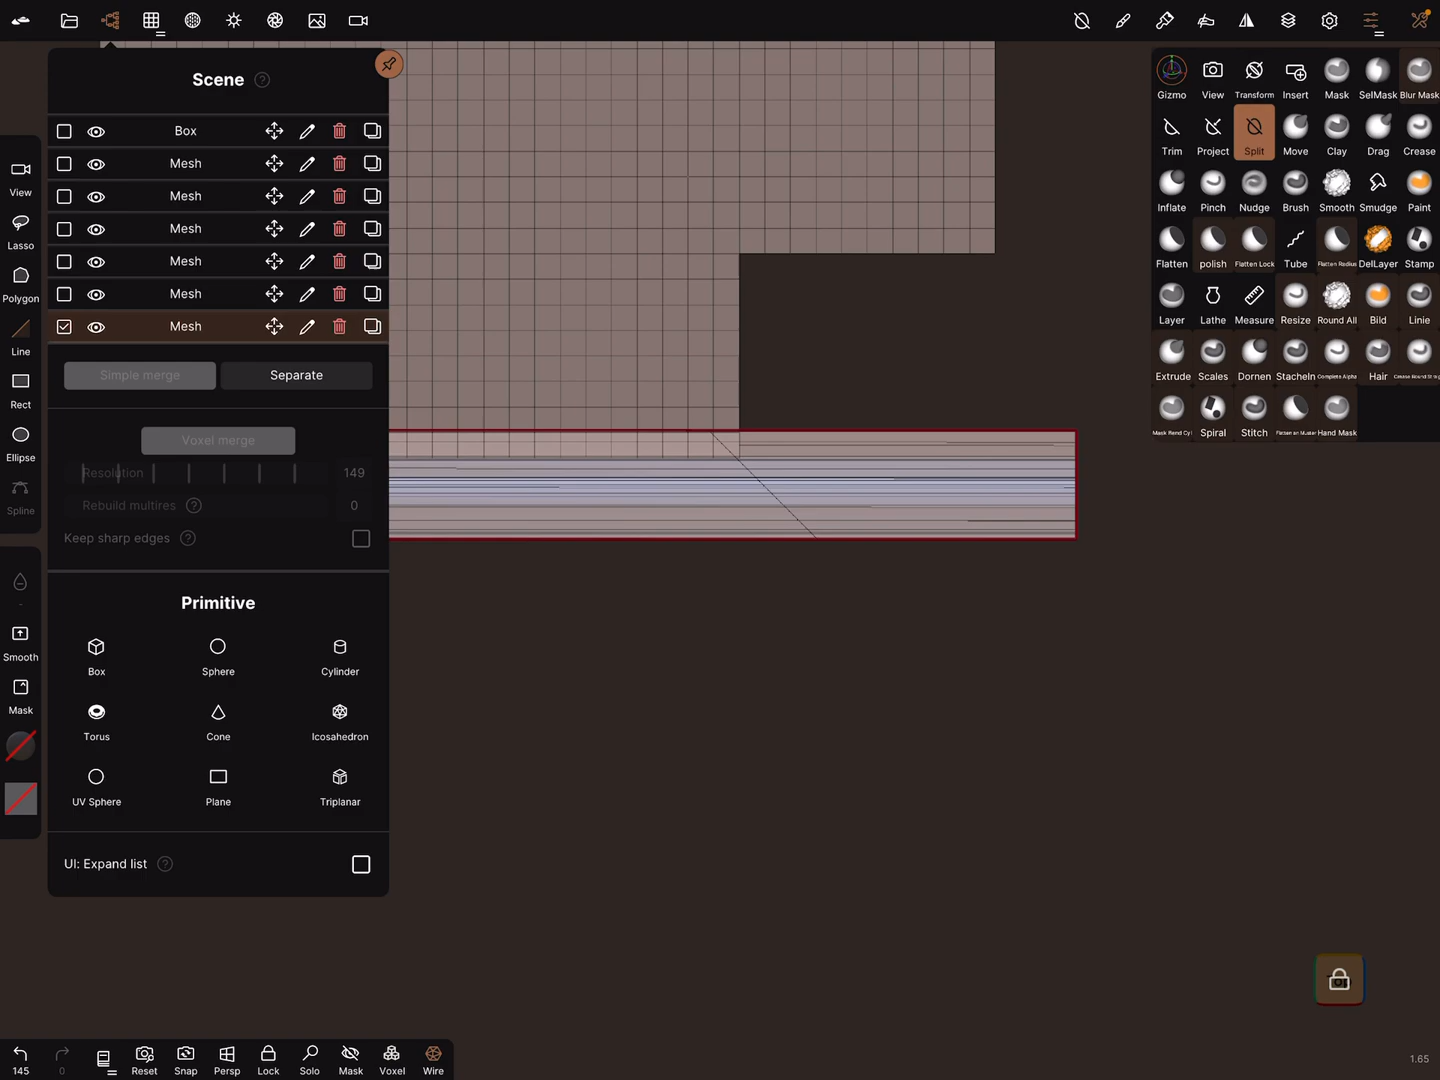 Scene
Box
Mesh
Mesh
Mesh
Mesh
Mesh
Mesh
Simple merge
Separate
Voxel merge
Resolution 149
Rebuild multires 0
Keep sharp edges
Primitive
Box
Sphere
Cylinder
Torus
Cone
Icosahedron
UV Sphere
Plane
Triplanar
UI: Expand list
View
Lasso
Polygon
Line
Rect
Ellipse
Spline
-
Smooth
Mask
Gizmo View Transform Insert Mask SelMask Blur Mask
Trim Project Split Move Clay Drag Crease
Inflate Pinch Nudge Brush Smooth Smudge Paint
Flatten polish Flatten Lock Tube Flatten Radius DelLayer Stamp
Layer Lathe Measure Resize Round All Bild Linie
Extrude Scales Dornen Stacheln Complete Alpha Hair
Spiral Stitch Hand Mask
145 0 Reset Snap Persp Lock Solo Mask Voxel Wire
1.65